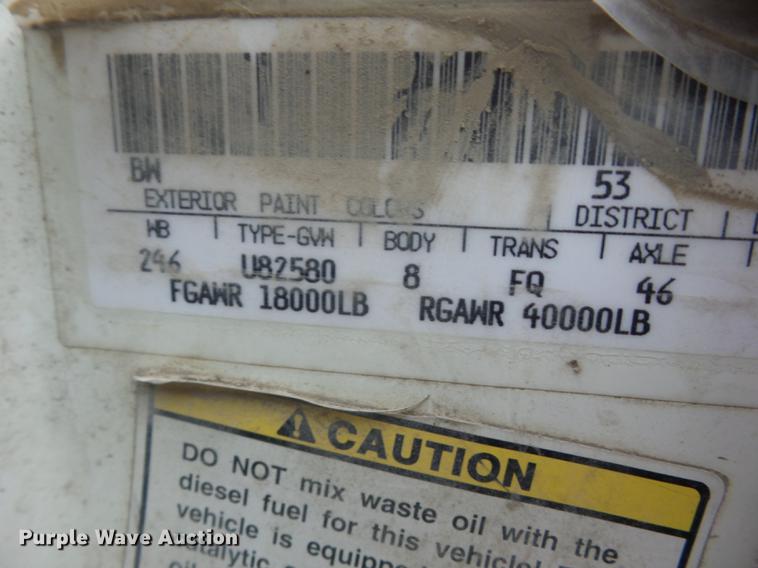 BW 53
EXTERIOR PAINT COLORS DISTRICT
WB TYPE-GVW BODY TRANS AXLE
246 U82580 8 FQ 46
FGAWR 18000LB RGAWR 40000LB
CAUTION
DO NOT mix waste oil with the
diesel fuel for this vehicle!
vehicle is equipped
catalytic
Purple Wave Auction